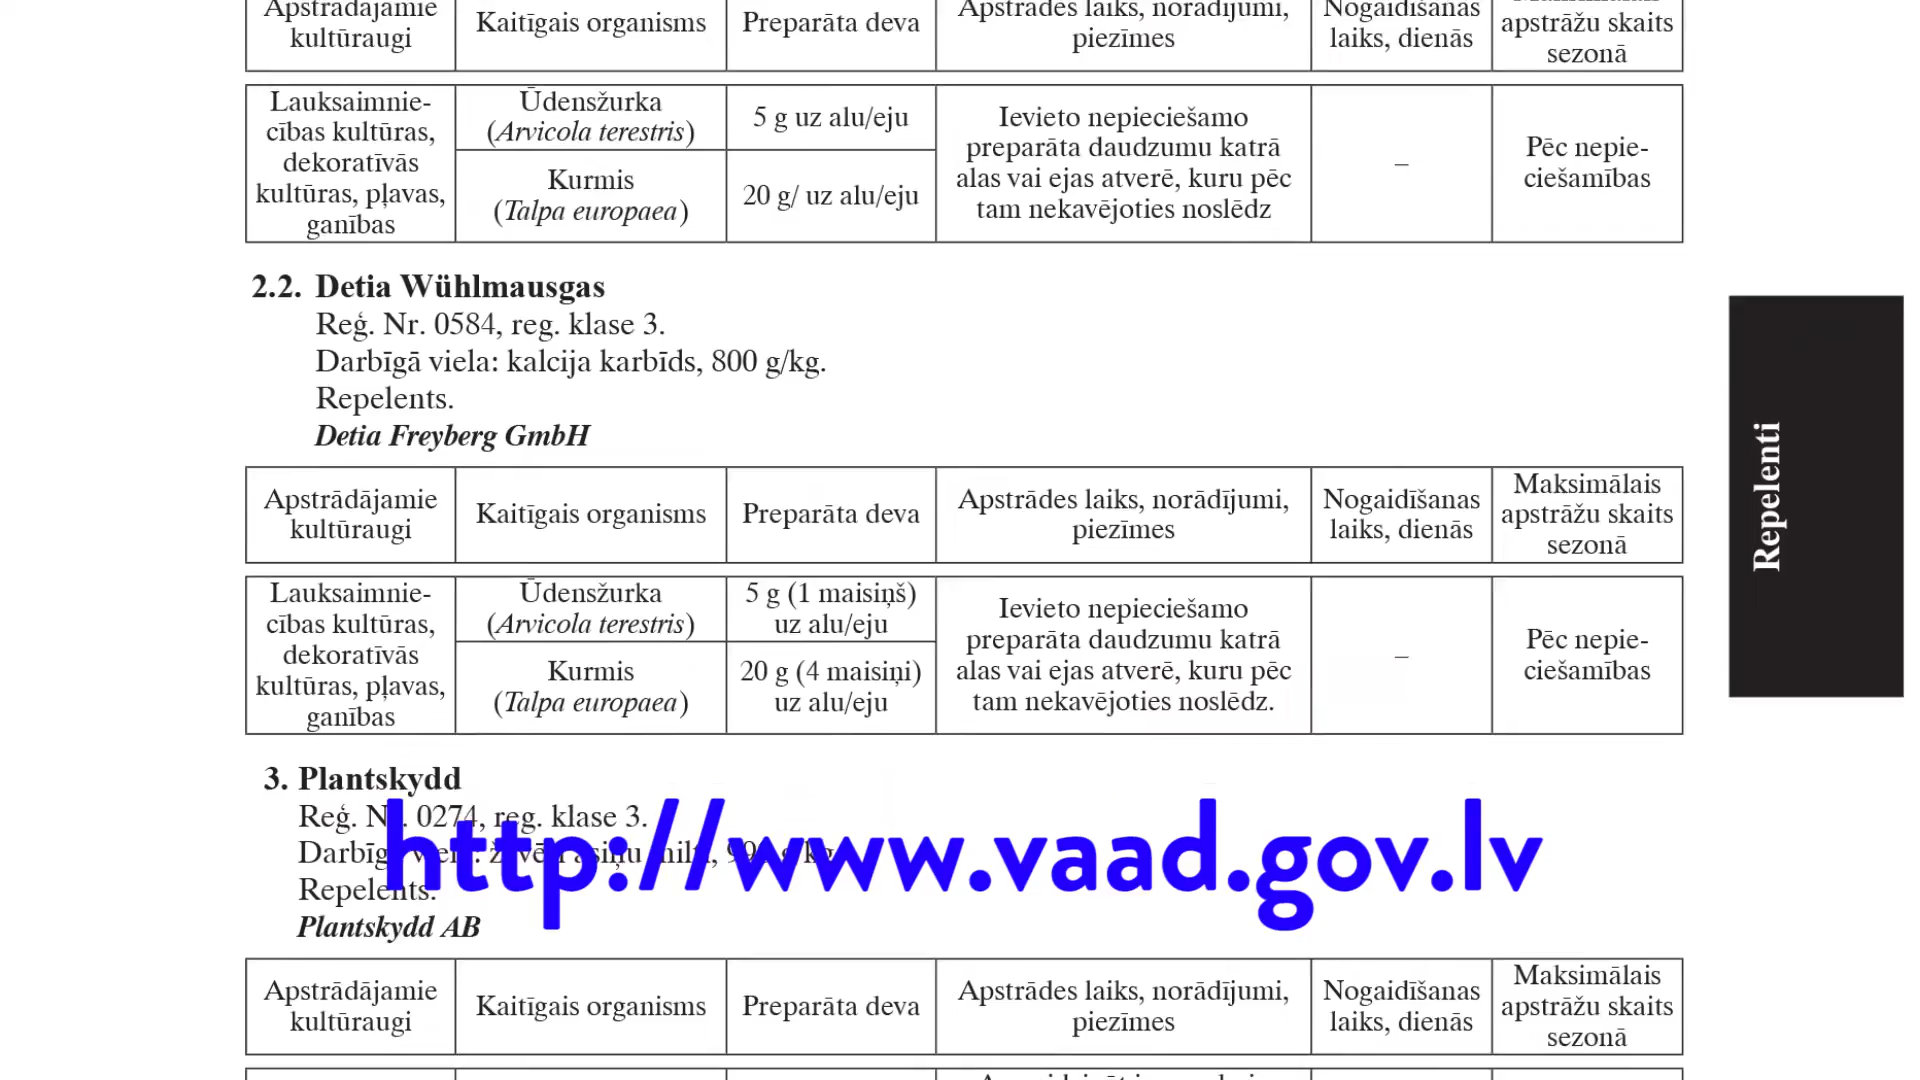 Apstrādājamie
kultūraugi
Kaitīgais organisms
Preparāta deva
Apstrādes laiks, norādījumi,
piezīmes
Nogaidīšanas
laiks, dienās
apstrāžu skaits
sezonā
Lauksaimnie-
cības kultūras,
dekoratīvās
kultūras, pļavas,
ganības
Ūdensžurka
(Arvicola terestris)
5 g uz alu/eju
Kurmis
(Talpa europaea)
20 g/ uz alu/eju
Ievieto nepieciešamo
preparāta daudzumu katrā
alas vai ejas atverē, kuru pēc
tam nekavējoties noslēdz
–
Pēc nepie-
ciešamības
2.2. Detia Wühlmausgas
Reģ. Nr. 0584, reg. klase 3.
Darbīgā viela: kalcija karbīds, 800 g/kg.
Repelents.
Detia Freyberg GmbH
Apstrādājamie
kultūraugi
Kaitīgais organisms
Preparāta deva
Apstrādes laiks, norādījumi,
piezīmes
Nogaidīšanas
laiks, dienās
Maksimālais
apstrāžu skaits
sezonā
Lauksaimnie-
cības kultūras,
dekoratīvās
kultūras, pļavas,
ganības
Ūdensžurka
(Arvicola terestris)
5 g (1 maisiņš)
uz alu/eju
Kurmis
(Talpa europaea)
20 g (4 maisiņi)
uz alu/eju
Ievieto nepieciešamo
preparāta daudzumu katrā
alas vai ejas atverē, kuru pēc
tam nekavējoties noslēdz.
–
Pēc nepie-
ciešamības
Repelenti
3. Plantskydd
Reģ. Nr. 0274, reg. klase 3.
Repelents.
http://www.vaad.gov.lv
Plantskydd AB
Apstrādājamie
kultūraugi
Kaitīgais organisms
Preparāta deva
Apstrādes laiks, norādījumi,
piezīmes
Nogaidīšanas
laiks, dienās
Maksimālais
apstrāžu skaits
sezonā